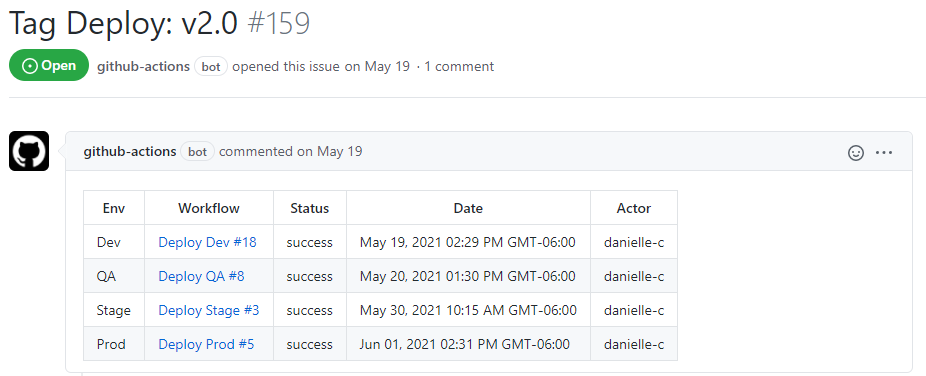 Tag Deploy: v2.0 #159
Open github-actions bot opened this issue on May 19 · 1 comment
github-actions bot commented on May 19
Env Workflow Status Date Actor
Dev Deploy Dev #18 success May 19, 2021 02:29 PM GMT-06:00 danielle-c
QA Deploy QA #8 success May 20, 2021 01:30 PM GMT-06:00 danielle-c
Stage Deploy Stage #3 success May 30, 2021 10:15 AM GMT-06:00 danielle-c
Prod Deploy Prod #5 success Jun 01, 2021 02:31 PM GMT-06:00 danielle-c